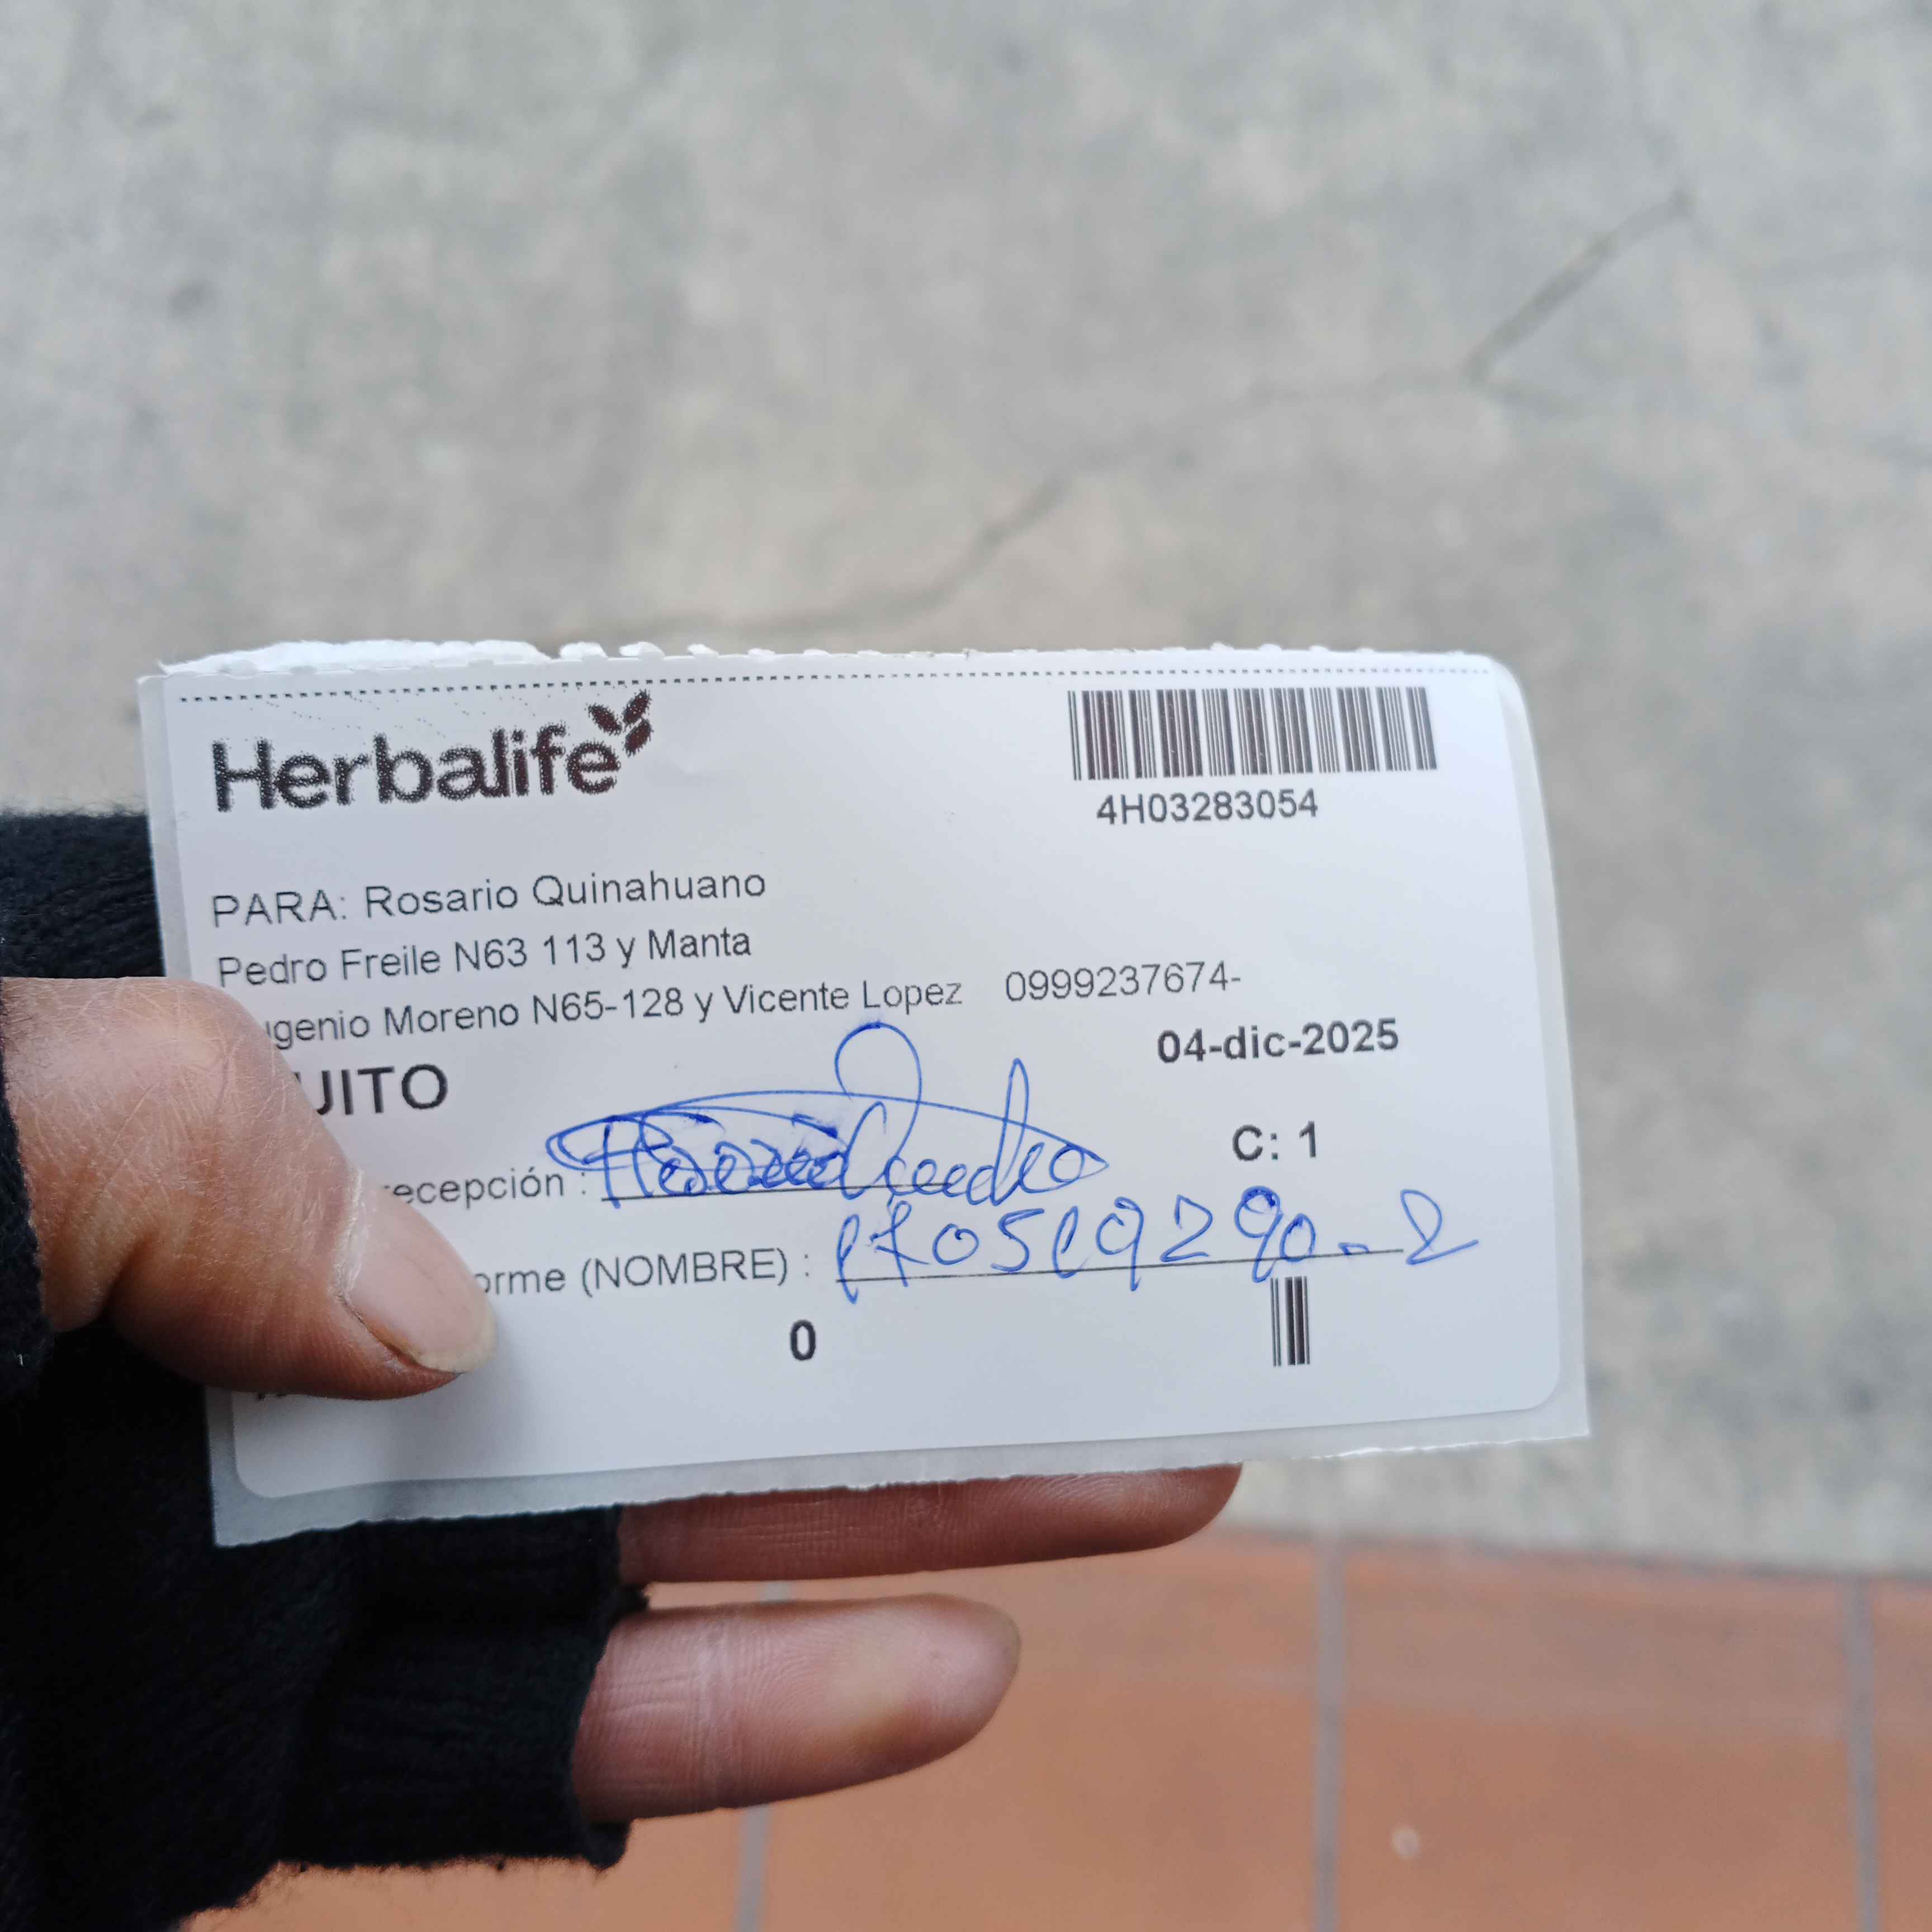 Herbalife
4H03283054
PARA: Rosario Quinahuano
Pedro Freile N63 113 y Manta
ugenio Moreno N65-128 y Vicente Lopez 0999237674-
04-dic-2025
UITO
C: 1
ecepción :
orme (NOMBRE) :
0